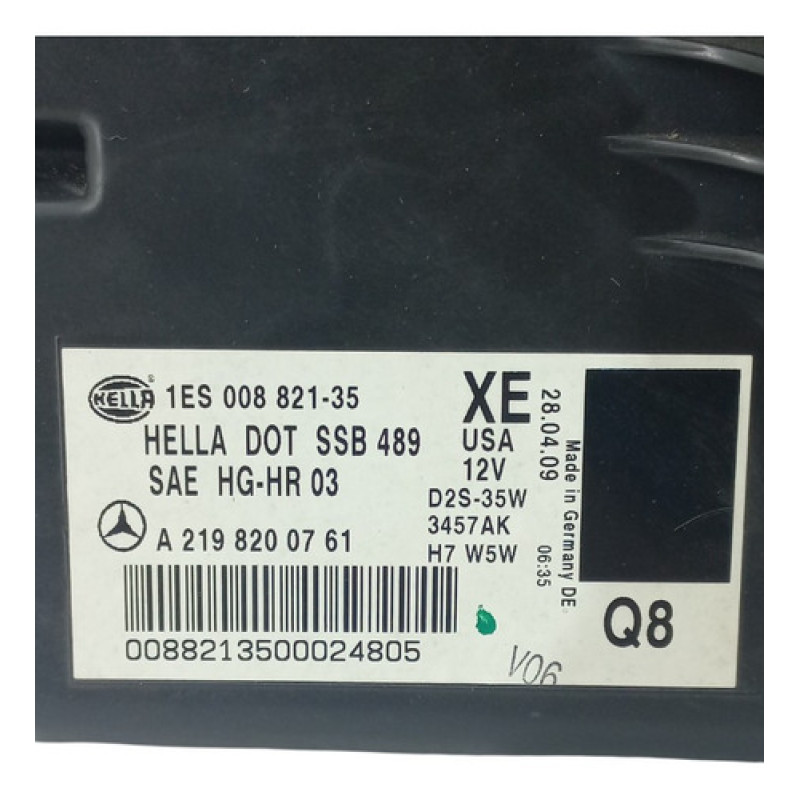 HELLA
1ES 008 821-35
HELLA DOT SSB 489
SAE HG-HR 03
A 219 820 07 61
0088213500024805
XE
USA
12V
D2S-35W
3457AK
H7 W5W
28.04.09
06:35
Made in Germany DE
Q8
V06